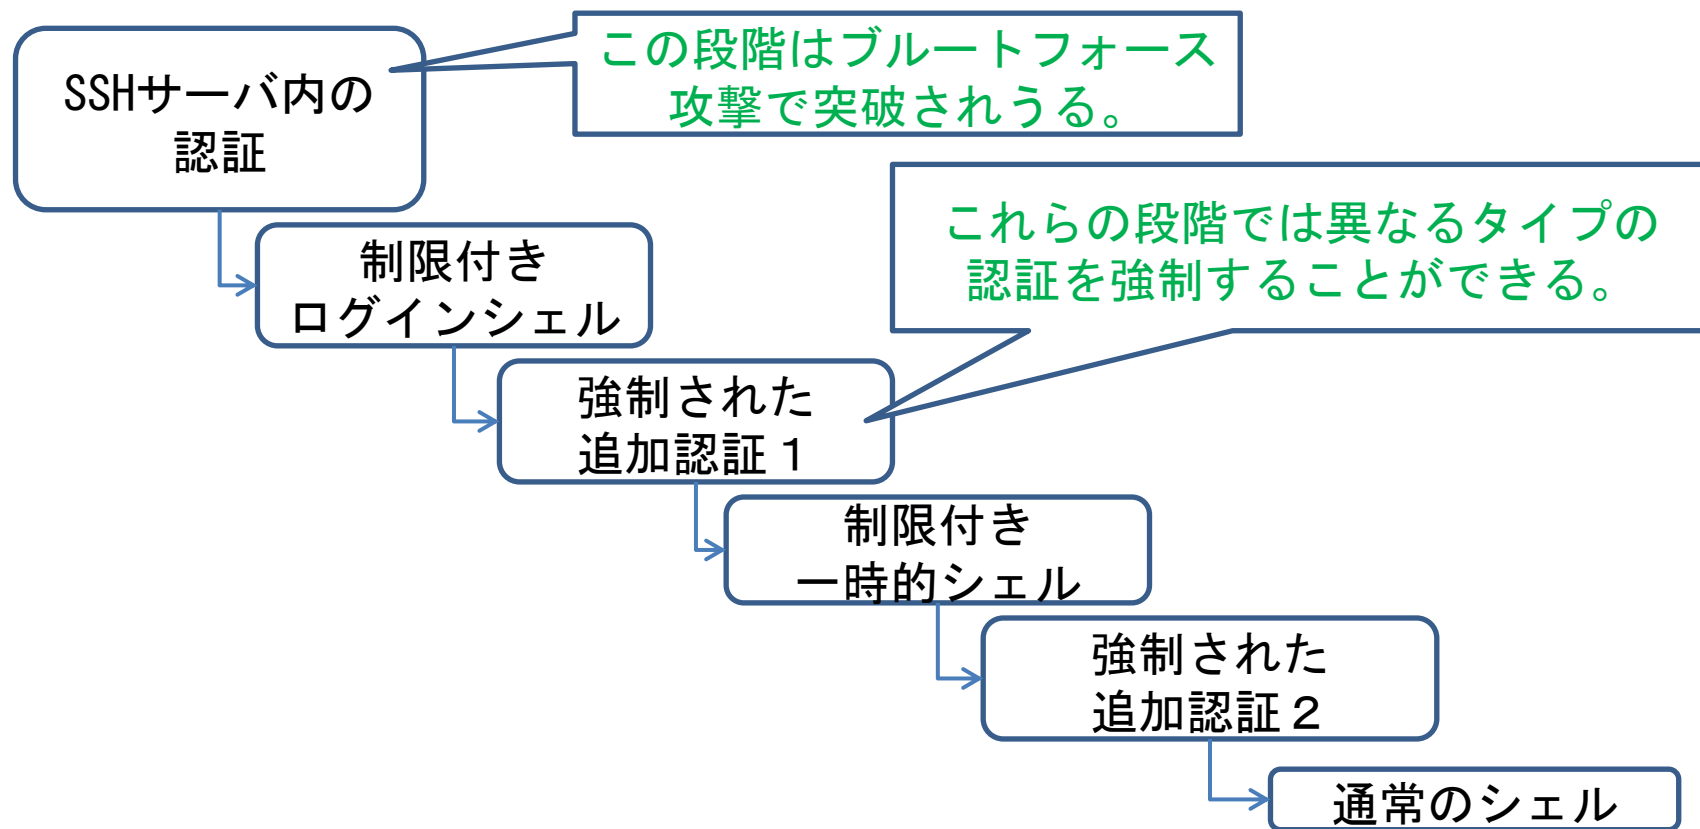 この段階はブルートフォース
攻撃で突破されうる。
SSHサーバ内の
認証
これらの段階では異なるタイプの
認証を強制することができる。
制限付き
ログインシェル
強制された
追加認証１
制限付き
一時的シェル
強制された
追加認証２
通常のシェル